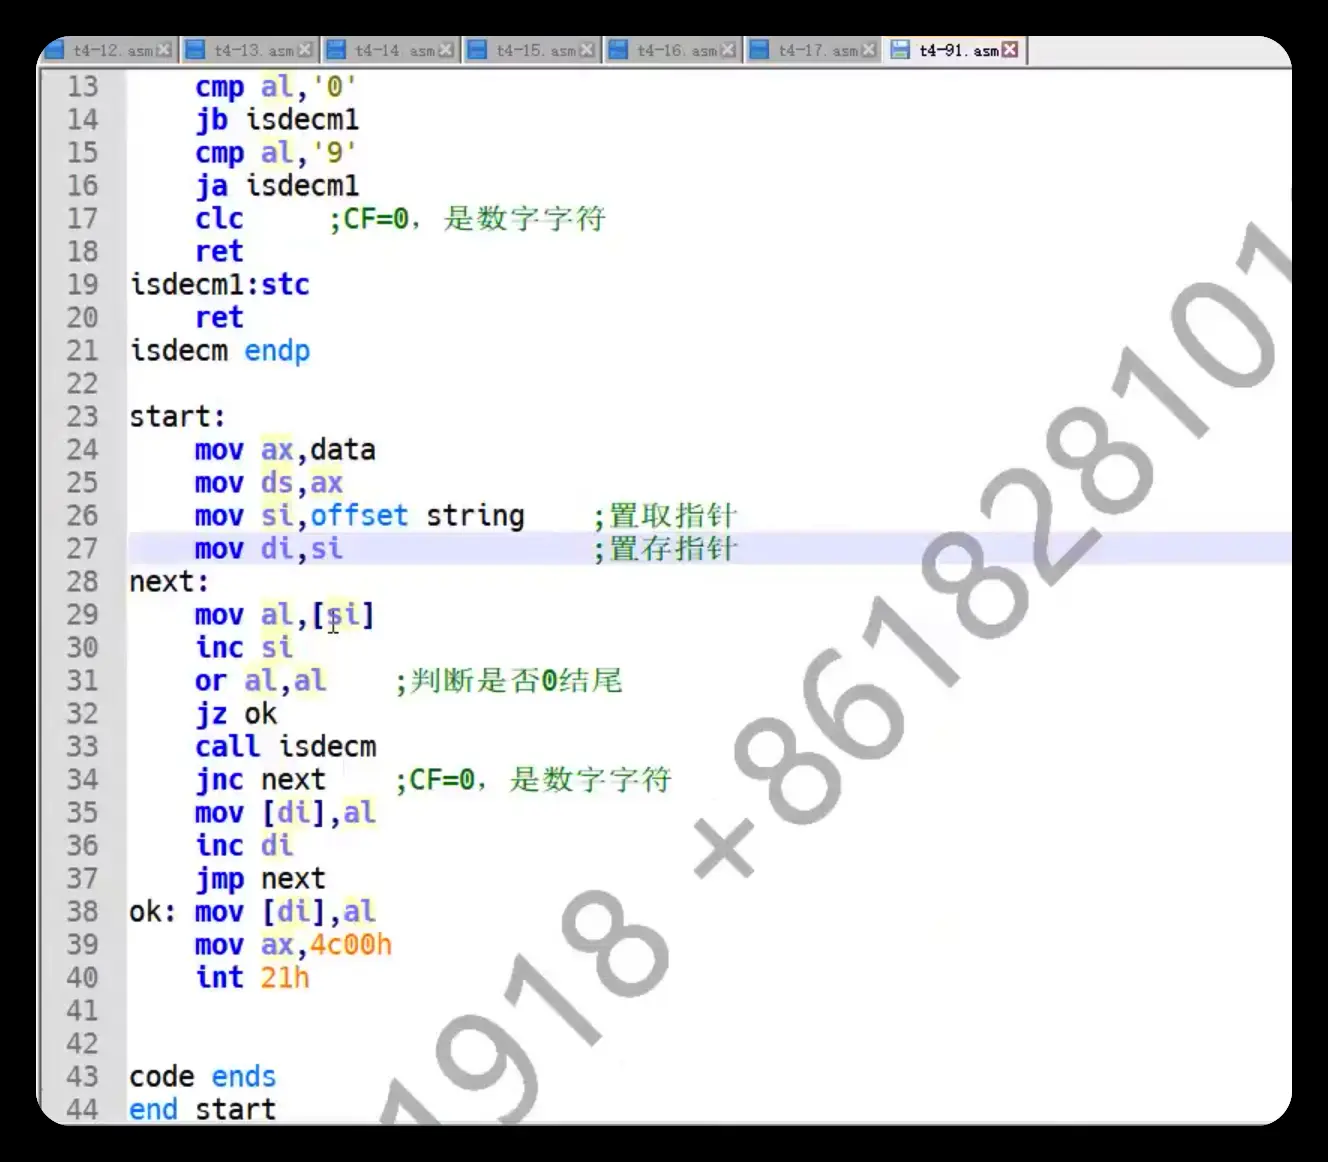 t4-12. asm t4-13. asm t4-14. asm t4-15. asm t4-16. asm t4-17. asm t4-91. asm
13 cmp al,'0'
14 jb isdecm1
15 cmp al,'9'
16 ja isdecm1
17 clc ;CF=0，是数字字符
18 ret
19 isdecm1:stc
20 ret
21 isdecm endp
22
23 start:
24 mov ax,data
25 mov ds,ax
26 mov si,offset string ;置取指针
27 mov di,si ;置存指针
28 next:
29 mov al,[si]
30 inc si
31 or al,al ;判断是否0结尾
32 jz ok
33 call isdecm
34 jnc next ;CF=0，是数字字符
35 mov [di],al
36 inc di
37 jmp next
38 ok: mov [di],al
39 mov ax,4c00h
40 int 21h
41
42
43 code ends
44 end start
1918 +861828101